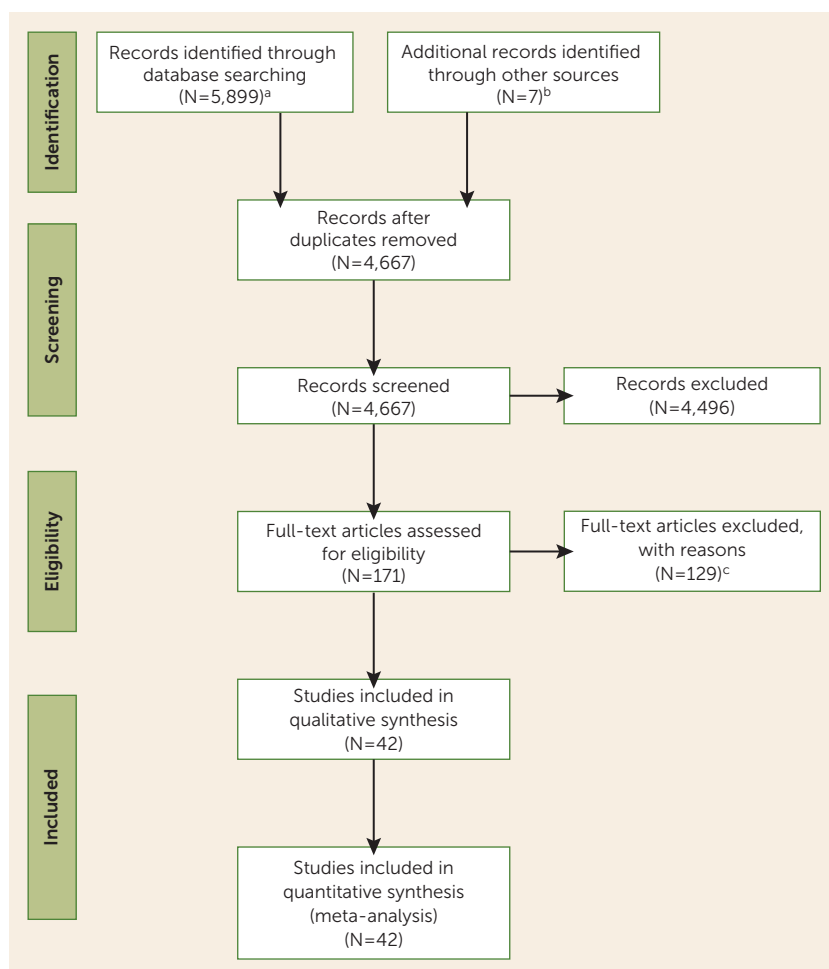 Identification
Records identified through
database searching
(N=5,899)a
Additional records identified
through other sources
(N=7)b
Screening
Records after
duplicates removed
(N=4,667)
Records screened
(N=4,667)
Records excluded
(N=4,496)
Eligibility
Full-text articles assessed
for eligibility
(N=171)
Full-text articles excluded,
with reasons
(N=129)c
Included
Studies included in
qualitative synthesis
(N=42)
Studies included in
quantitative synthesis
(meta-analysis)
(N=42)